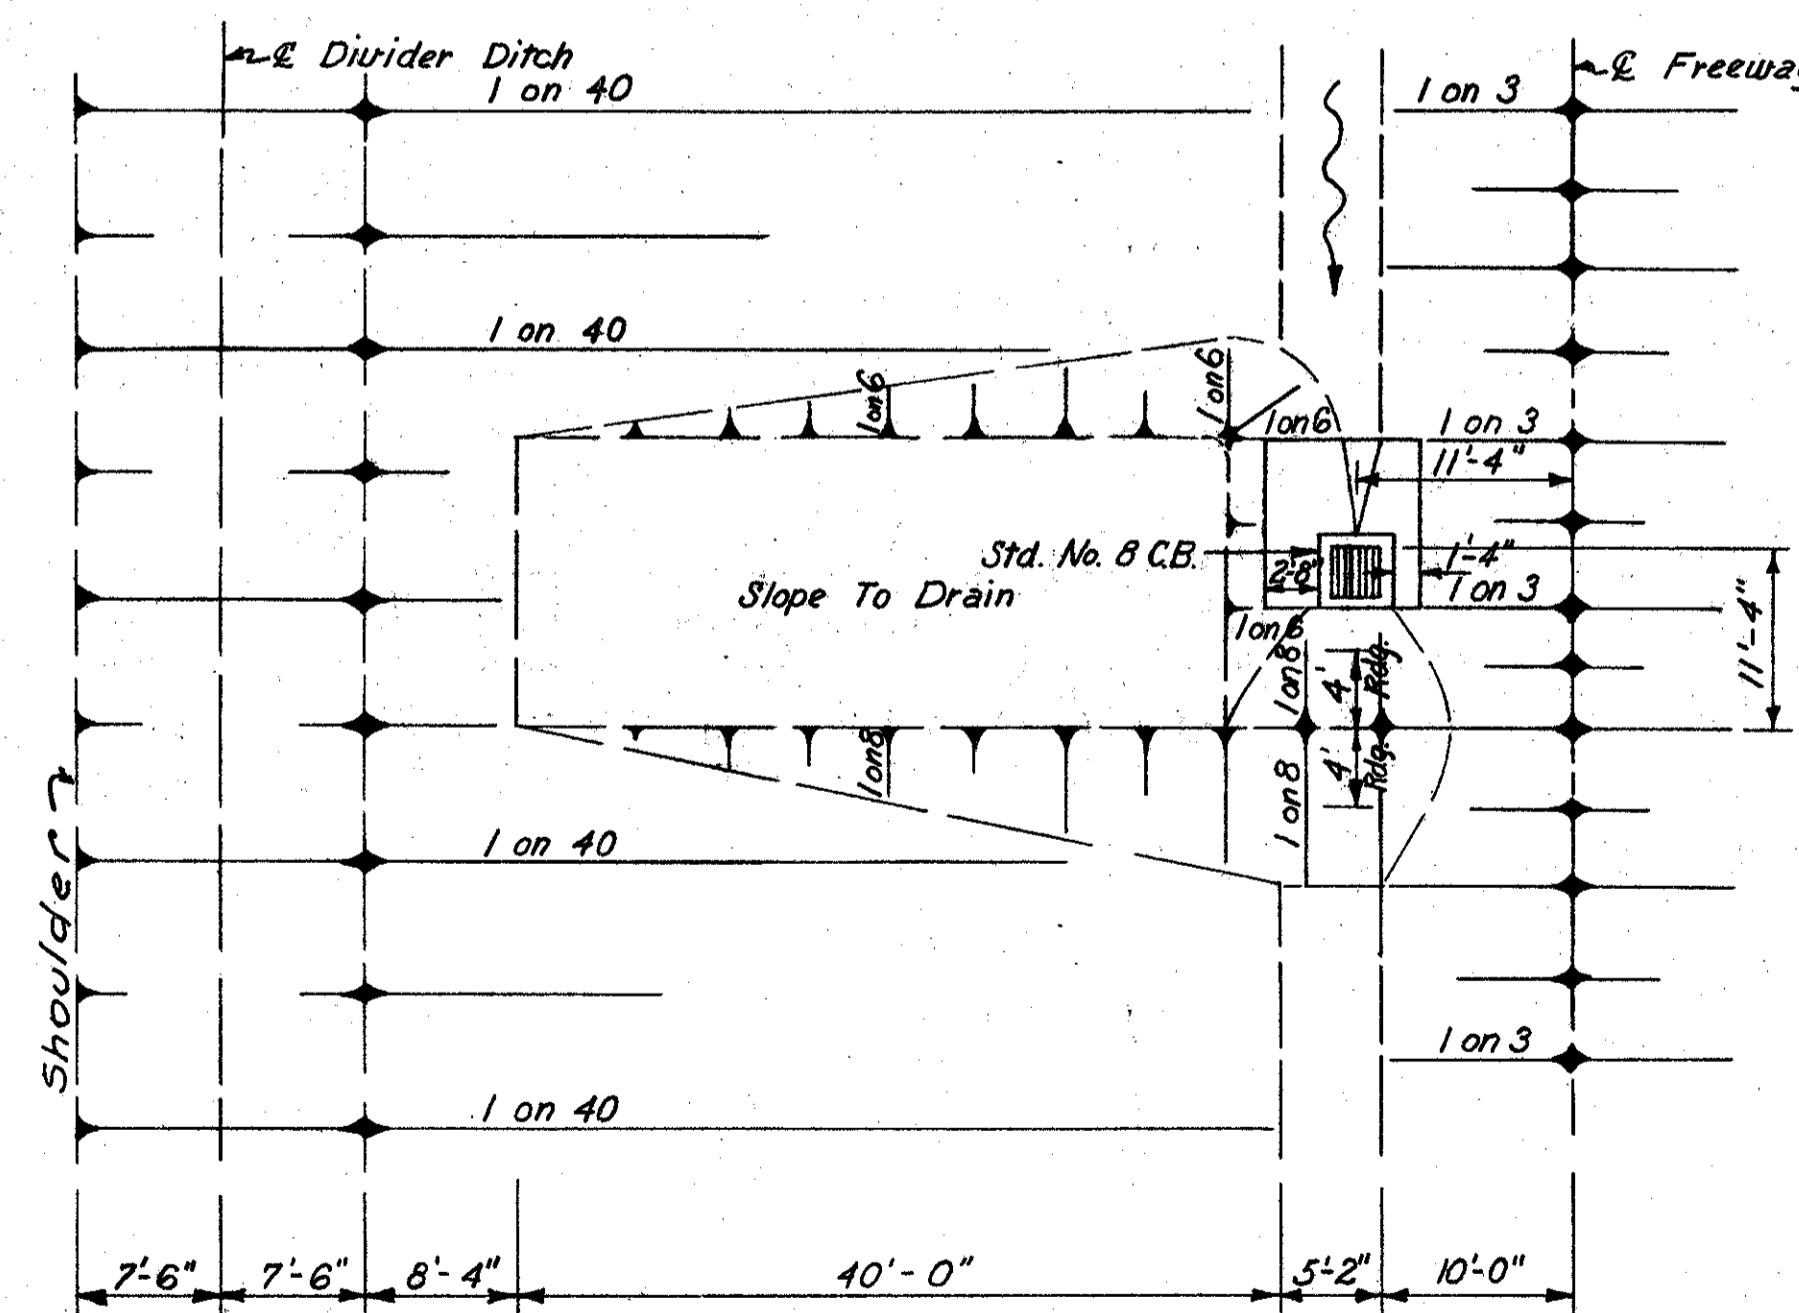 ℄ Divider Ditch
℄ Freeway
1 on 40
1 on 3
1 on 40
1 on 6
1 on 6
1 on 6
1 on 3
11'-4"
Std. No. 8 C.B.
1'-4"
2'-8"
1 on 3
Slope To Drain
1 on 6
11'-4"
1 on 8
4'
Rdg.
1 on 8
1 on 8
4'
Rdg.
1 on 40
Shoulder
1 on 3
1 on 40
7'-6"
7'-6"
8'-4"
40'-0"
5'-2"
10'-0"